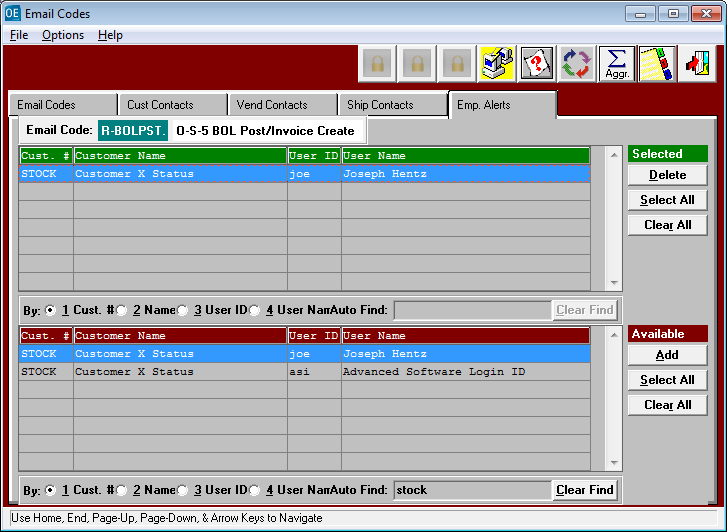 OE Email Codes
File Options Help
Σ
Aggr.
Email Codes Cust Contacts Vend Contacts Ship Contacts Emp. Alerts
Email Code: R-BOLPST. O-S-5 BOL Post/Invoice Create
Cust. # Customer Name User ID User Name
STOCK Customer X Status joe Joseph Hentz
Selected
Delete
Select All
Clear All
By: 1 Cust. # 2 Name 3 User ID 4 User Nam Auto Find: Clear Find
Cust. # Customer Name User ID User Name
STOCK Customer X Status joe Joseph Hentz
STOCK Customer X Status asi Advanced Software Login ID
Available
Add
Select All
Clear All
By: 1 Cust. # 2 Name 3 User ID 4 User Nam Auto Find: stock Clear Find
Use Home, End, Page-Up, Page-Down, & Arrow Keys to Navigate